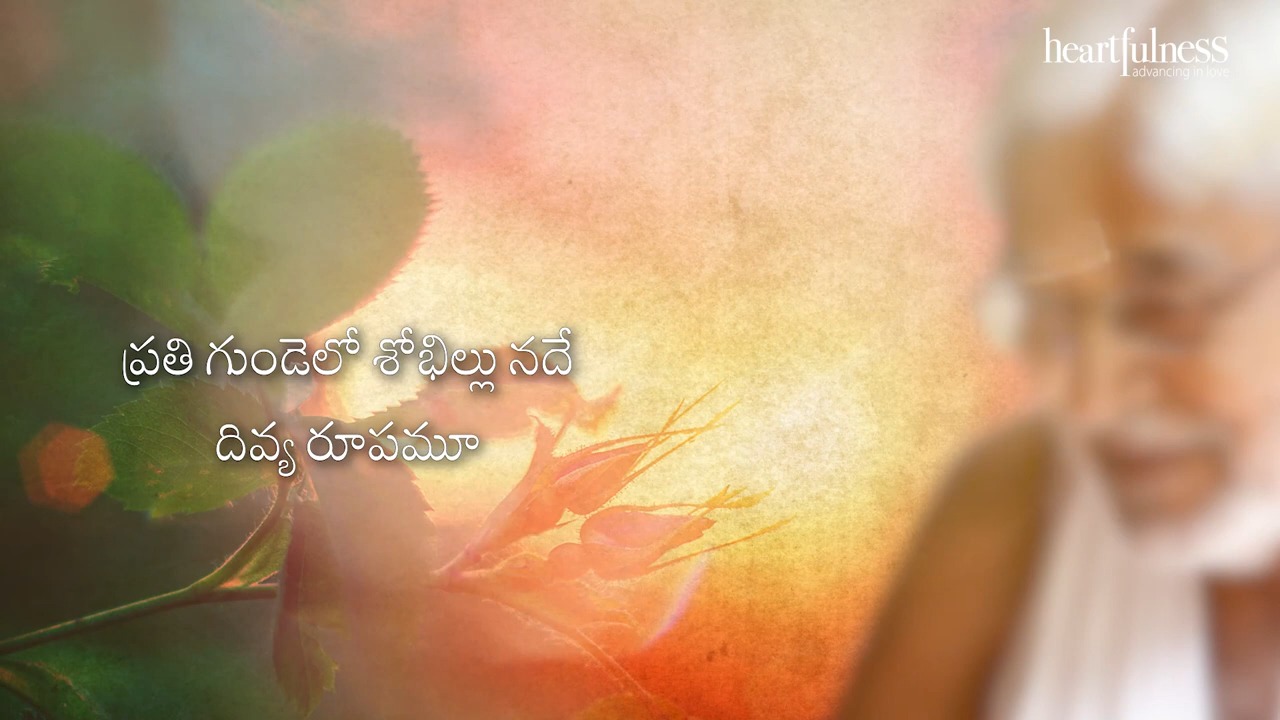 heartfulness
advancing in love
ప్రతి గుండెలో శోభిల్లు నదే
దివ్య రూపమూ